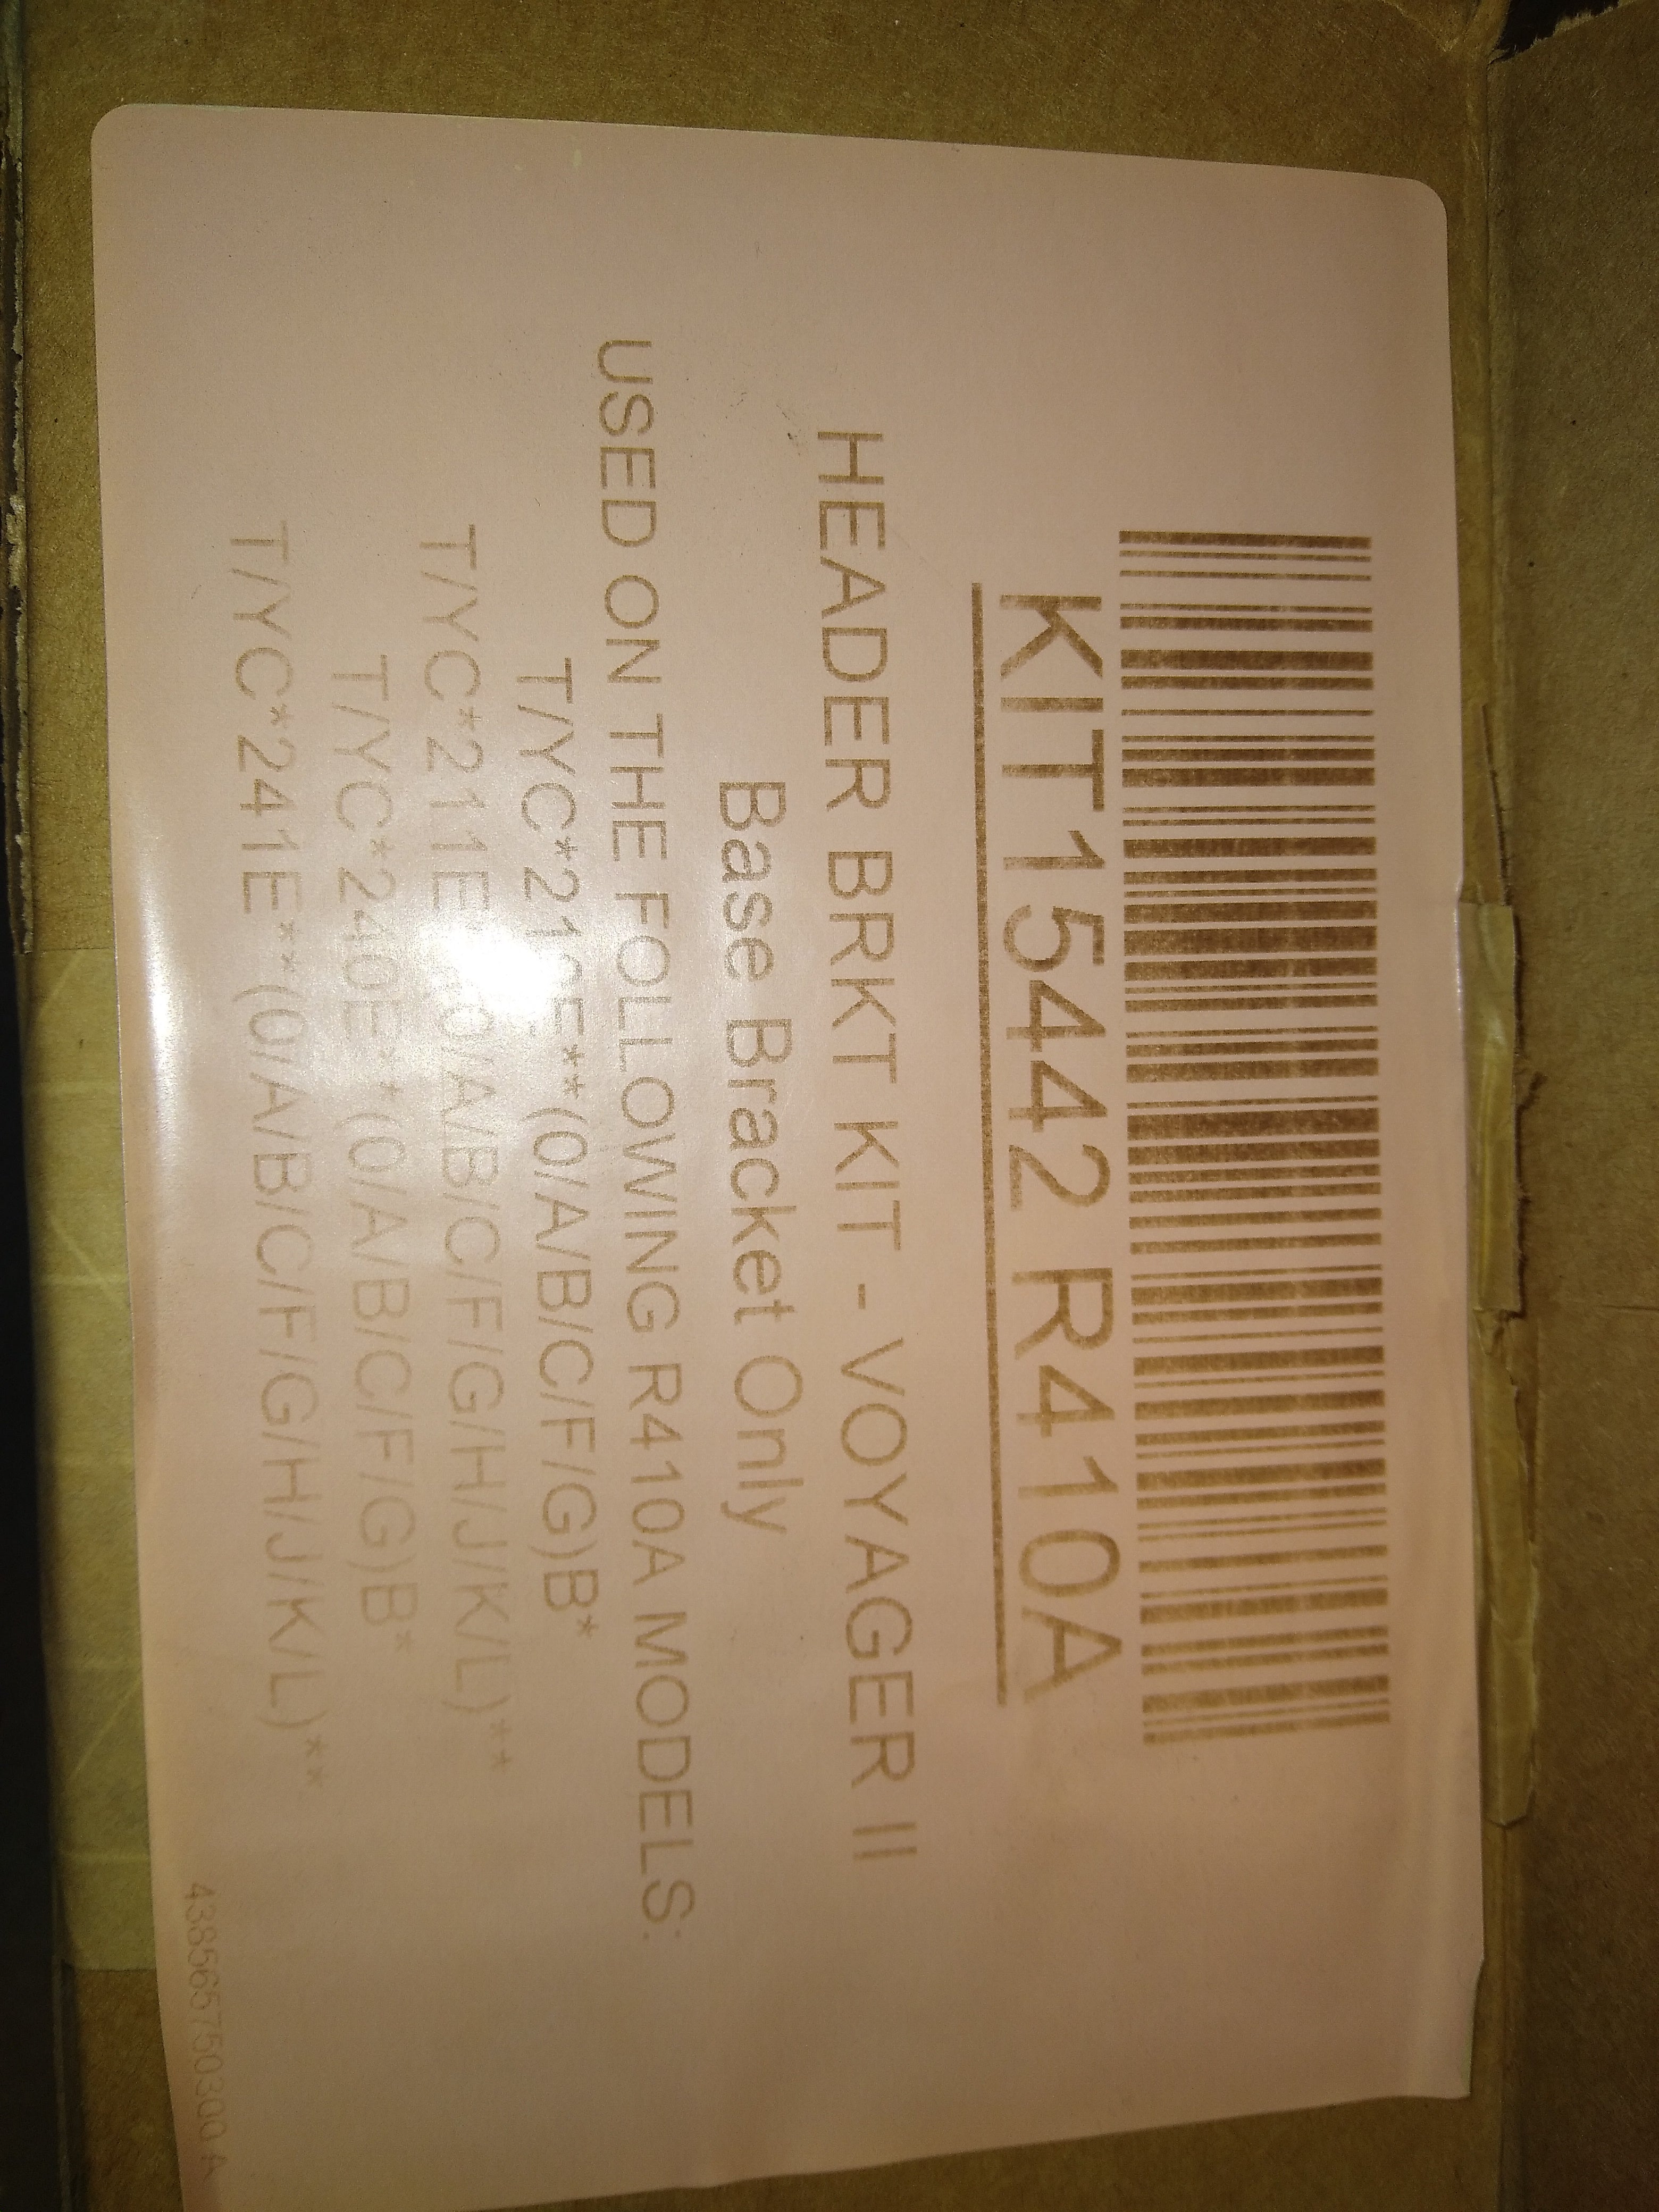 KIT15442 R410A
HEADER BRKT KIT - VOYAGER II
Base Bracket Only
USED ON THE FOLLOWING R410A MODELS:
T/YC*210E**(0/A/B/C/F/G)B*
T/YC*211E**(0/A/B/C/F/G/H/J/K/L)**
T/YC*240E**(0/A/B/C/F/G)B*
T/YC*241E**(0/A/B/C/F/G/H/J/K/L)**